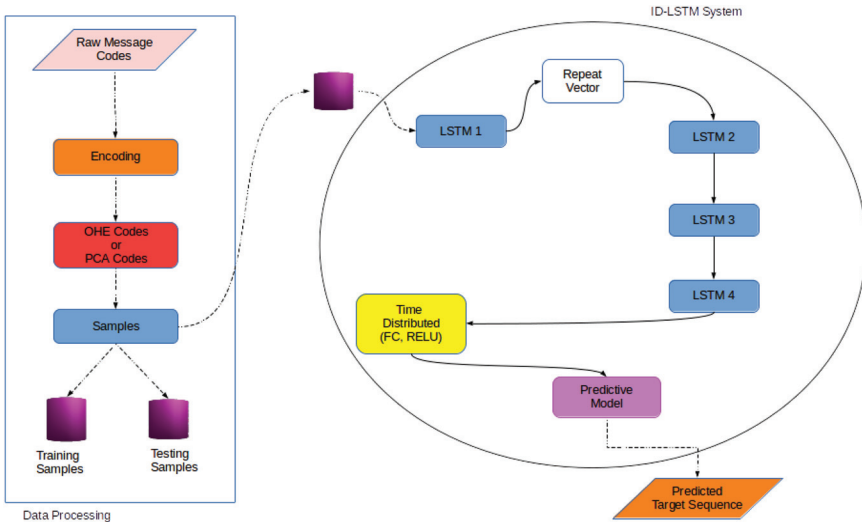 ID-LSTM System
Raw Message
Codes
Encoding
OHE Codes
or
PCA Codes
Samples
Training
Samples
Testing
Samples
Data Processing
LSTM 1
Repeat
Vector
LSTM 2
LSTM 3
LSTM 4
Time
Distributed
(FC, RELU)
Predictive
Model
Predicted
Target Sequence